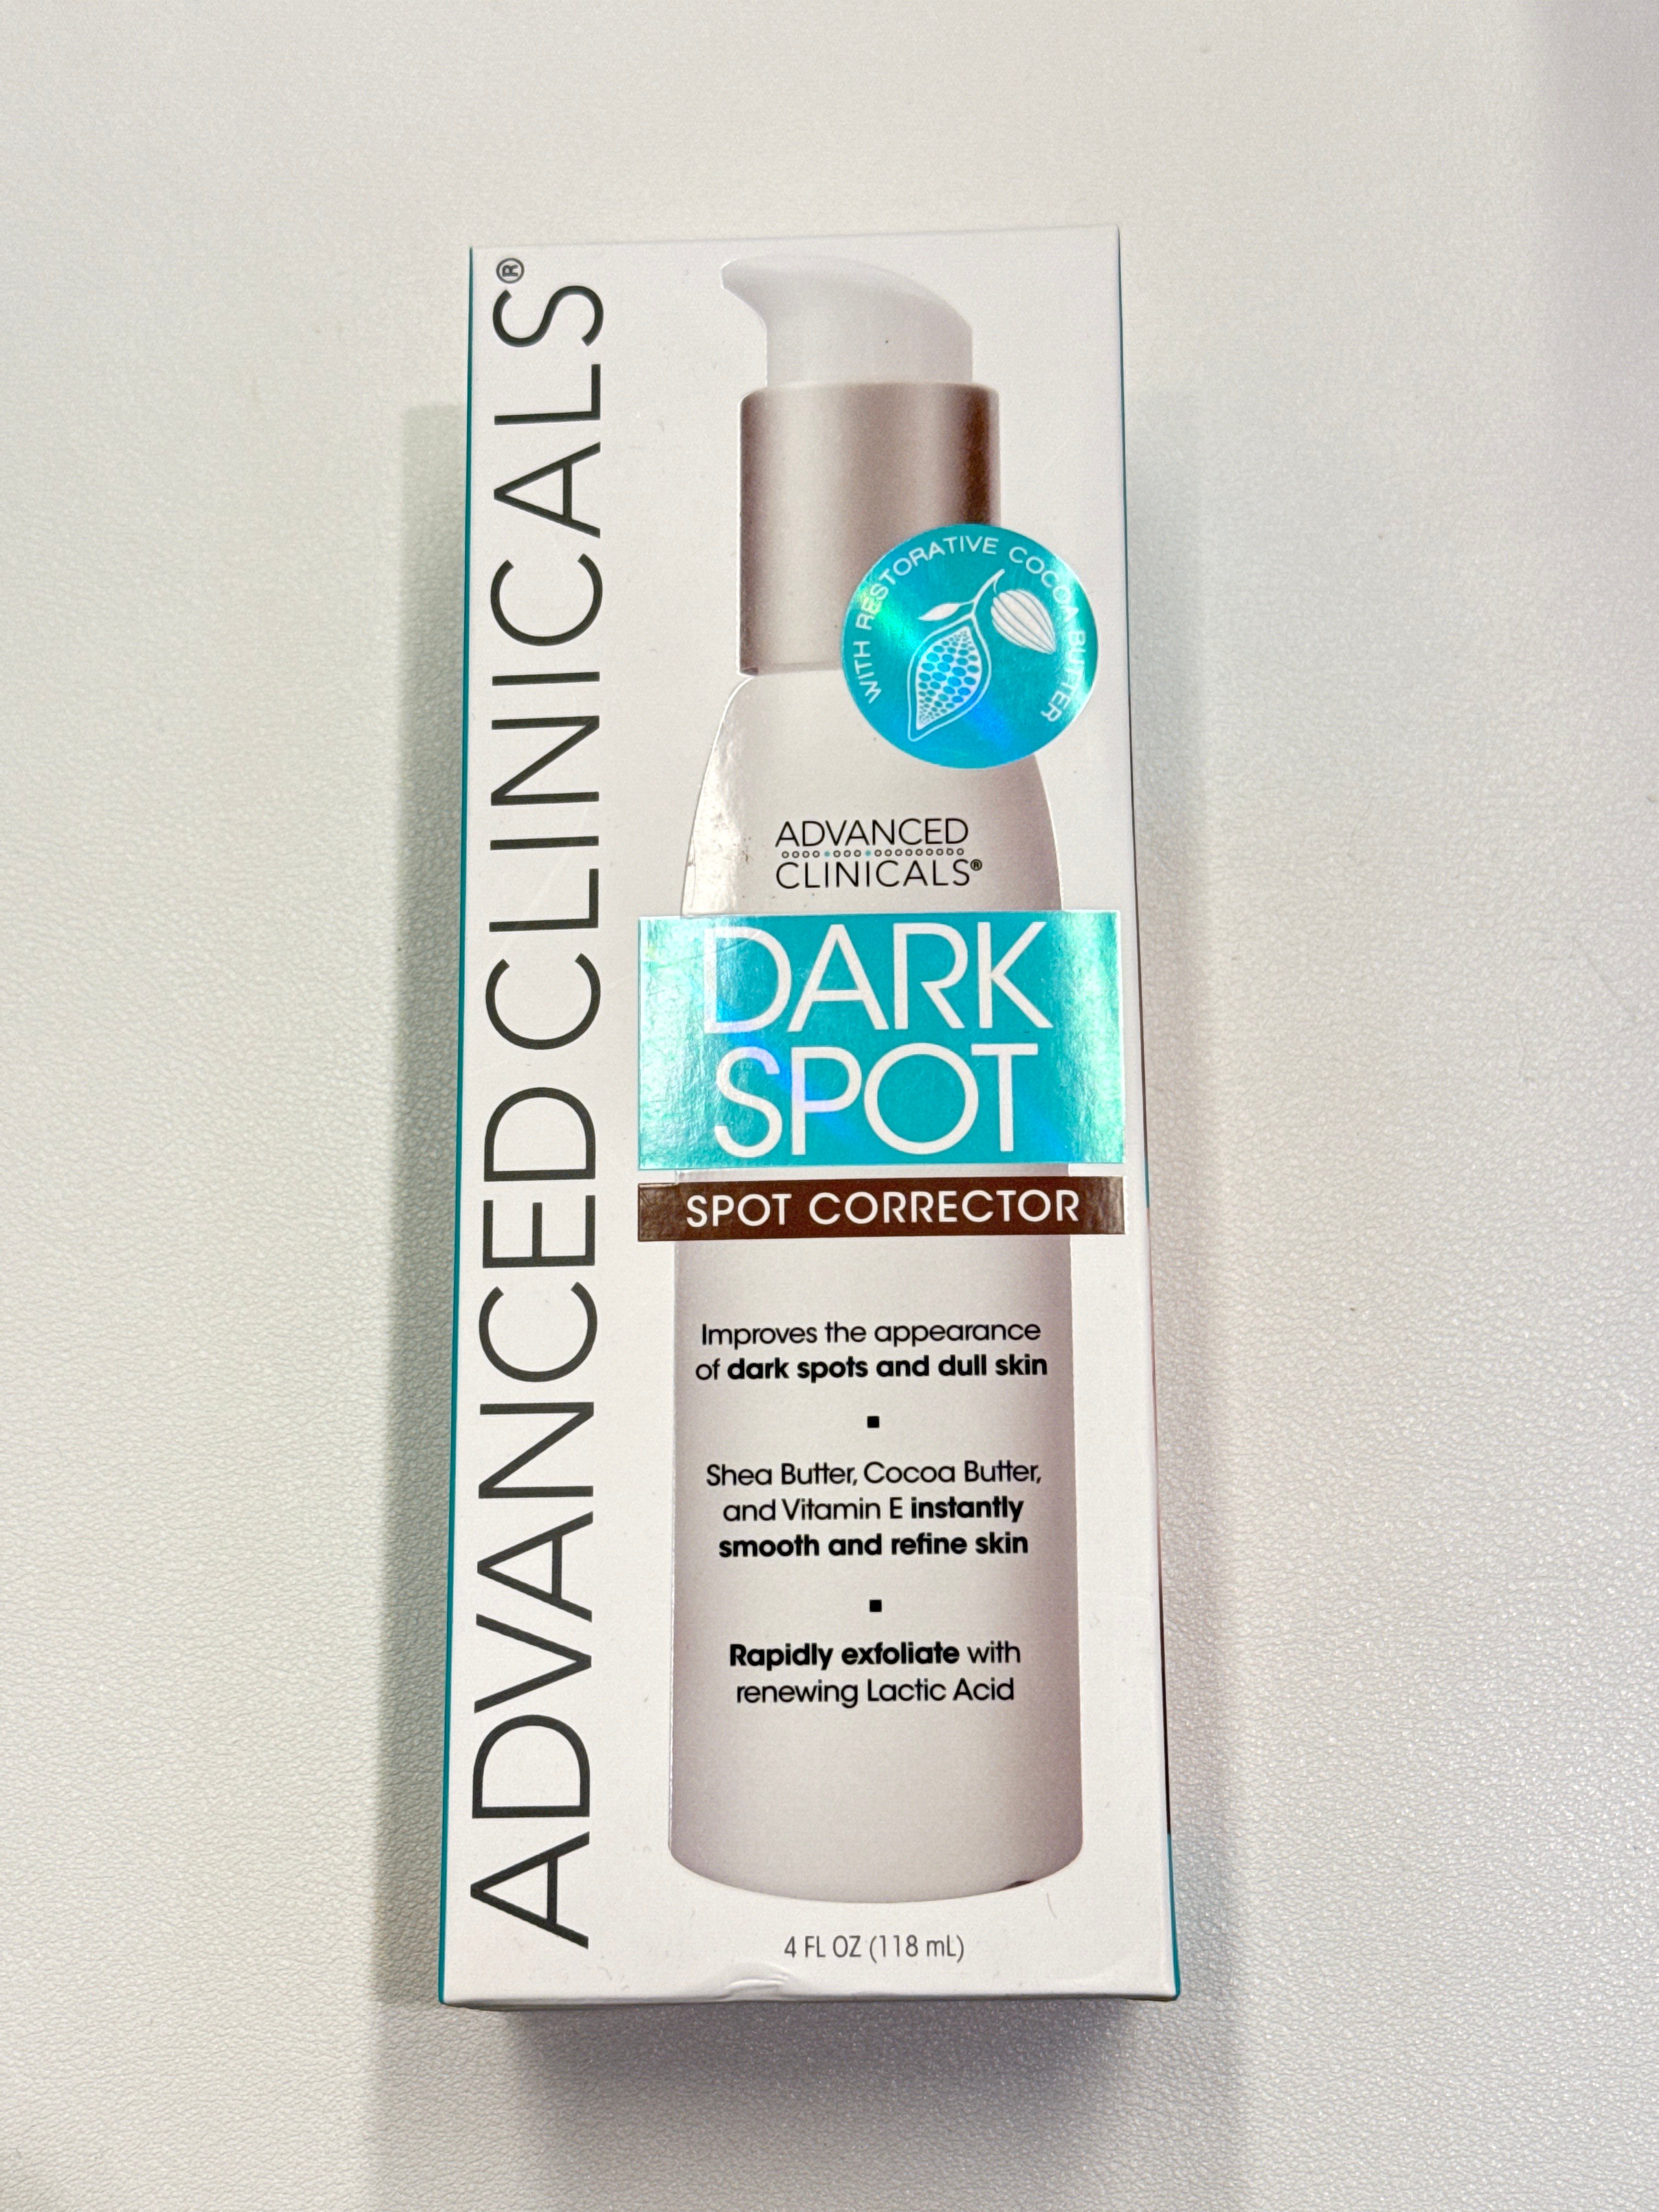 ADVANCED CLINICALS®
WITH RESTORATIVE COCOA BUTTER
ADVANCED
CLINICALS®
DARK
SPOT
SPOT CORRECTOR
Improves the appearance
of dark spots and dull skin
▪
Shea Butter, Cocoa Butter,
and Vitamin E instantly
smooth and refine skin
▪
Rapidly exfoliate with
renewing Lactic Acid
4 FL OZ (118 mL)